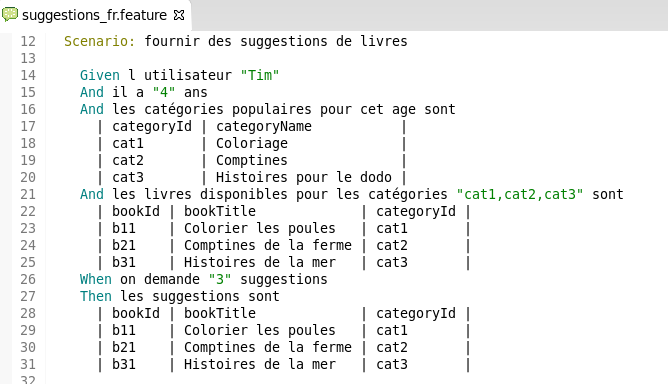 suggestions_fr.feature
12 Scenario: fournir des suggestions de livres
13
14 Given l utilisateur "Tim"
15 And il a "4" ans
16 And les catégories populaires pour cet age sont
17 | categoryId | categoryName |
18 | cat1 | Coloriage |
19 | cat2 | Comptines |
20 | cat3 | Histoires pour le dodo |
21 And les livres disponibles pour les catégories "cat1,cat2,cat3" sont
22 | bookId | bookTitle | categoryId |
23 | b11 | Colorier les poules | cat1 |
24 | b21 | Comptines de la ferme | cat2 |
25 | b31 | Histoires de la mer | cat3 |
26 When on demande "3" suggestions
27 Then les suggestions sont
28 | bookId | bookTitle | categoryId |
29 | b11 | Colorier les poules | cat1 |
30 | b21 | Comptines de la ferme | cat2 |
31 | b31 | Histoires de la mer | cat3 |
32